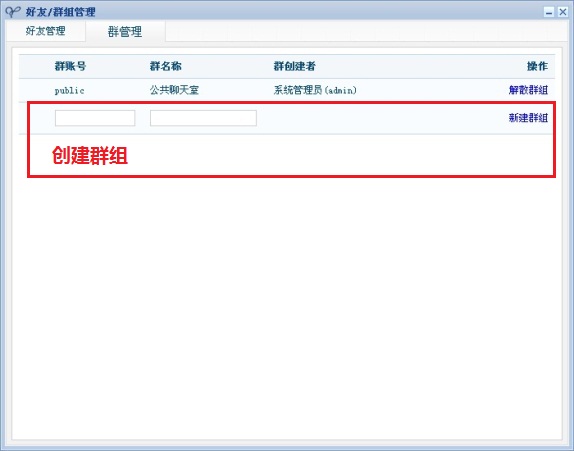 好友/群组管理
好友管理 群管理
群账号 群名称 群创建者 操作
public 公共聊天室 系统管理员(admin) 解散群组
新建群组
创建群组